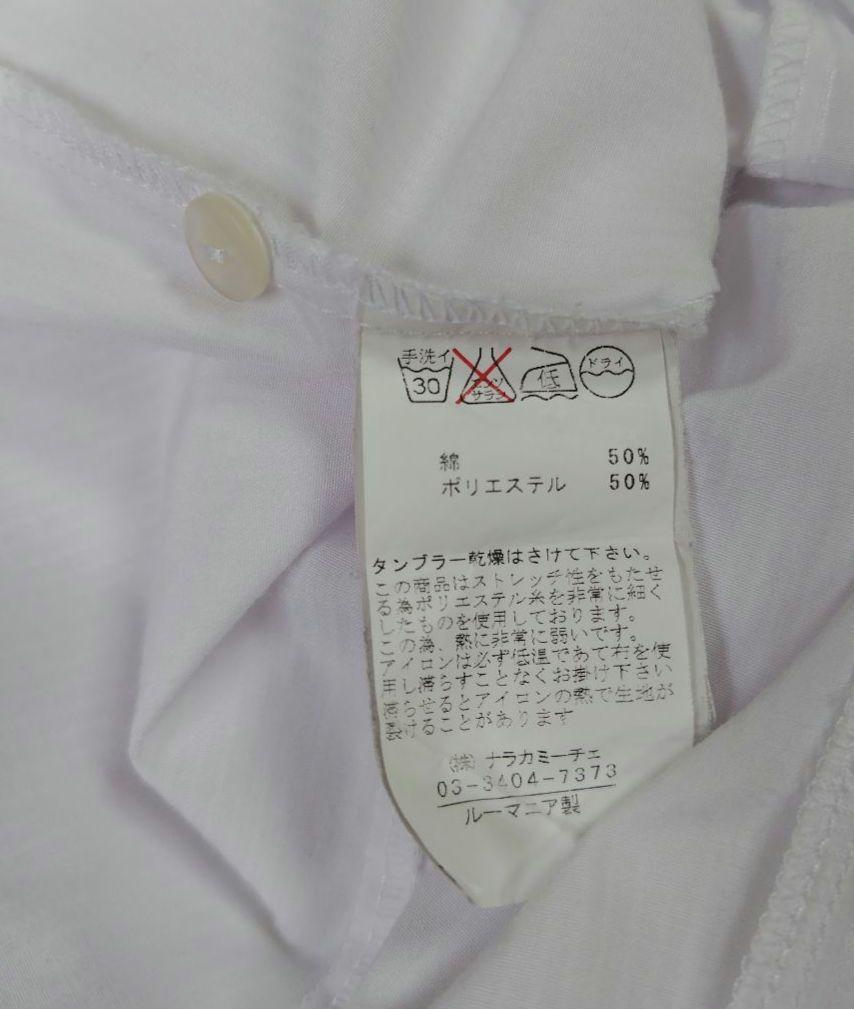 手洗イ
30
エンソ
サラシ
低
ドライ
綿 50%
ポリエステル 50%
タンブラー乾燥はさけて下さい。
この商品はストレッチ性をもたせ
る為ポリエステル糸を非常に細く
したものを使用しております。
この為、熱に非常に弱いです。
アイロンは必ず低温であて布を使
用し滑らすことなくお掛け下さい
滑らせるとアイロンの熱で生地が
裂けることがあります
(株) ナラカミーチェ
03-3404-7373
ルーマニア製